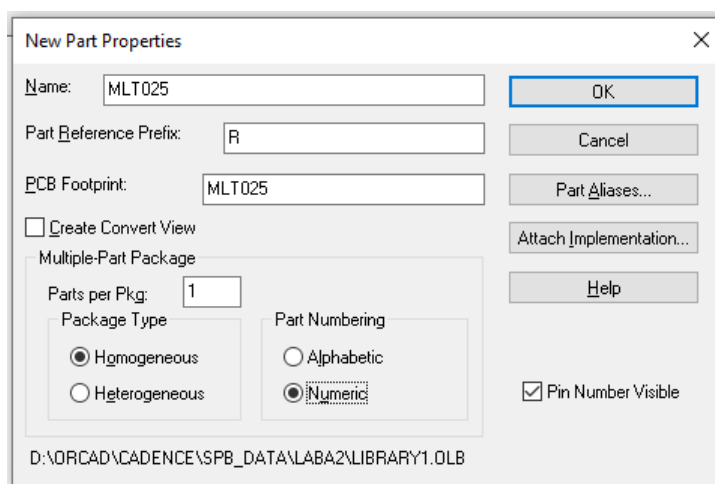 New Part Properties
Name: MLT025
OK
Part Reference Prefix: R
Cancel
PCB Footprint: MLT025
Part Aliases...
Create Convert View
Attach Implementation...
Multiple-Part Package
Parts per Pkg: 1
Help
Package Type
Part Numbering
Homogeneous
Alphabetic
Heterogeneous
Numeric
Pin Number Visible
D:\ORCAD\CADENCE\SPB_DATA\LABA2\LIBRARY1.OLB